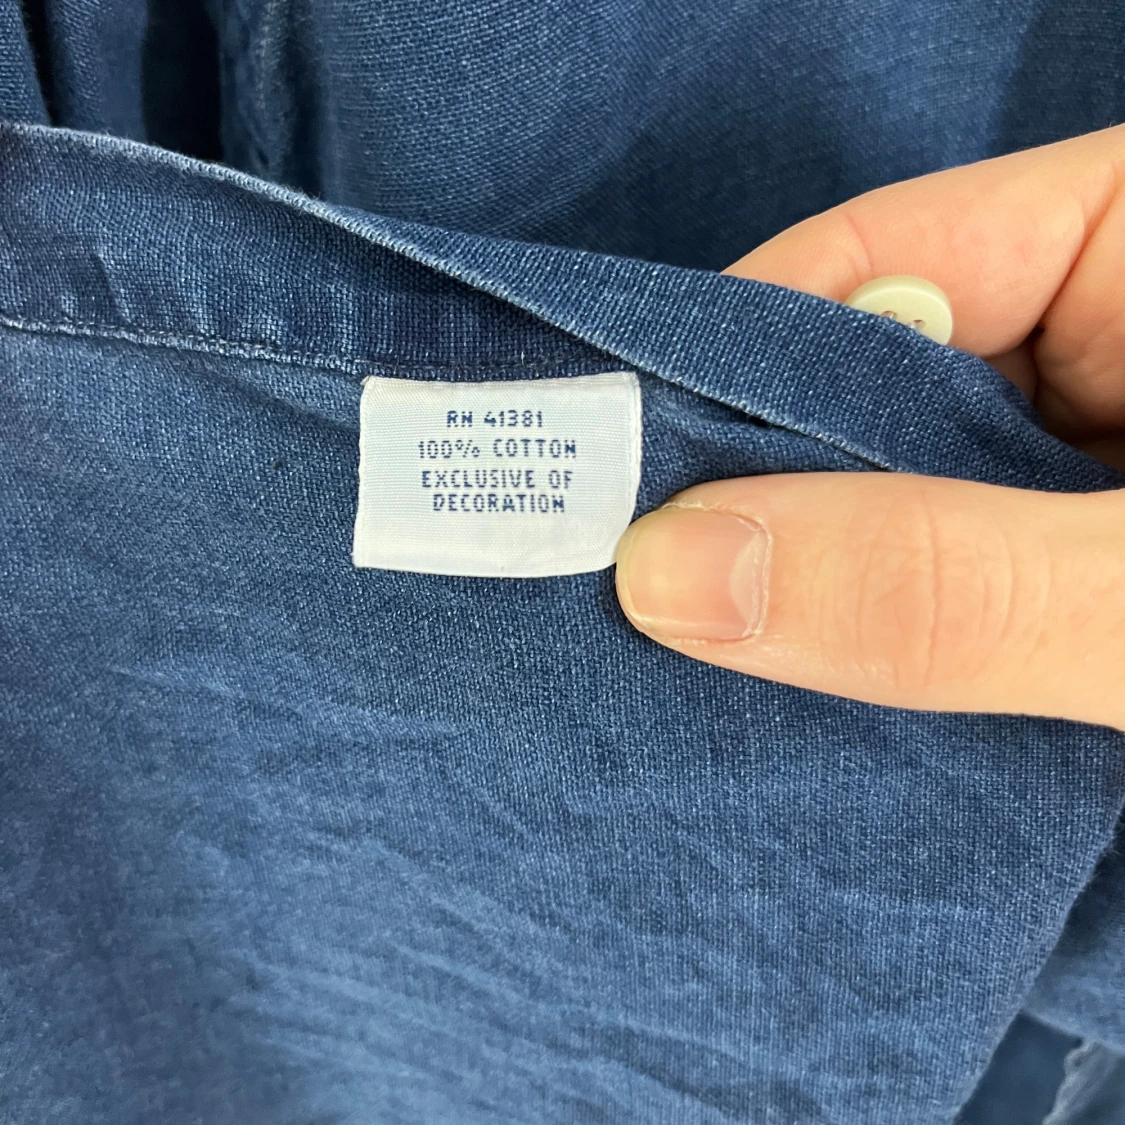 RN 41381
100% COTTON
EXCLUSIVE OF
DECORATION